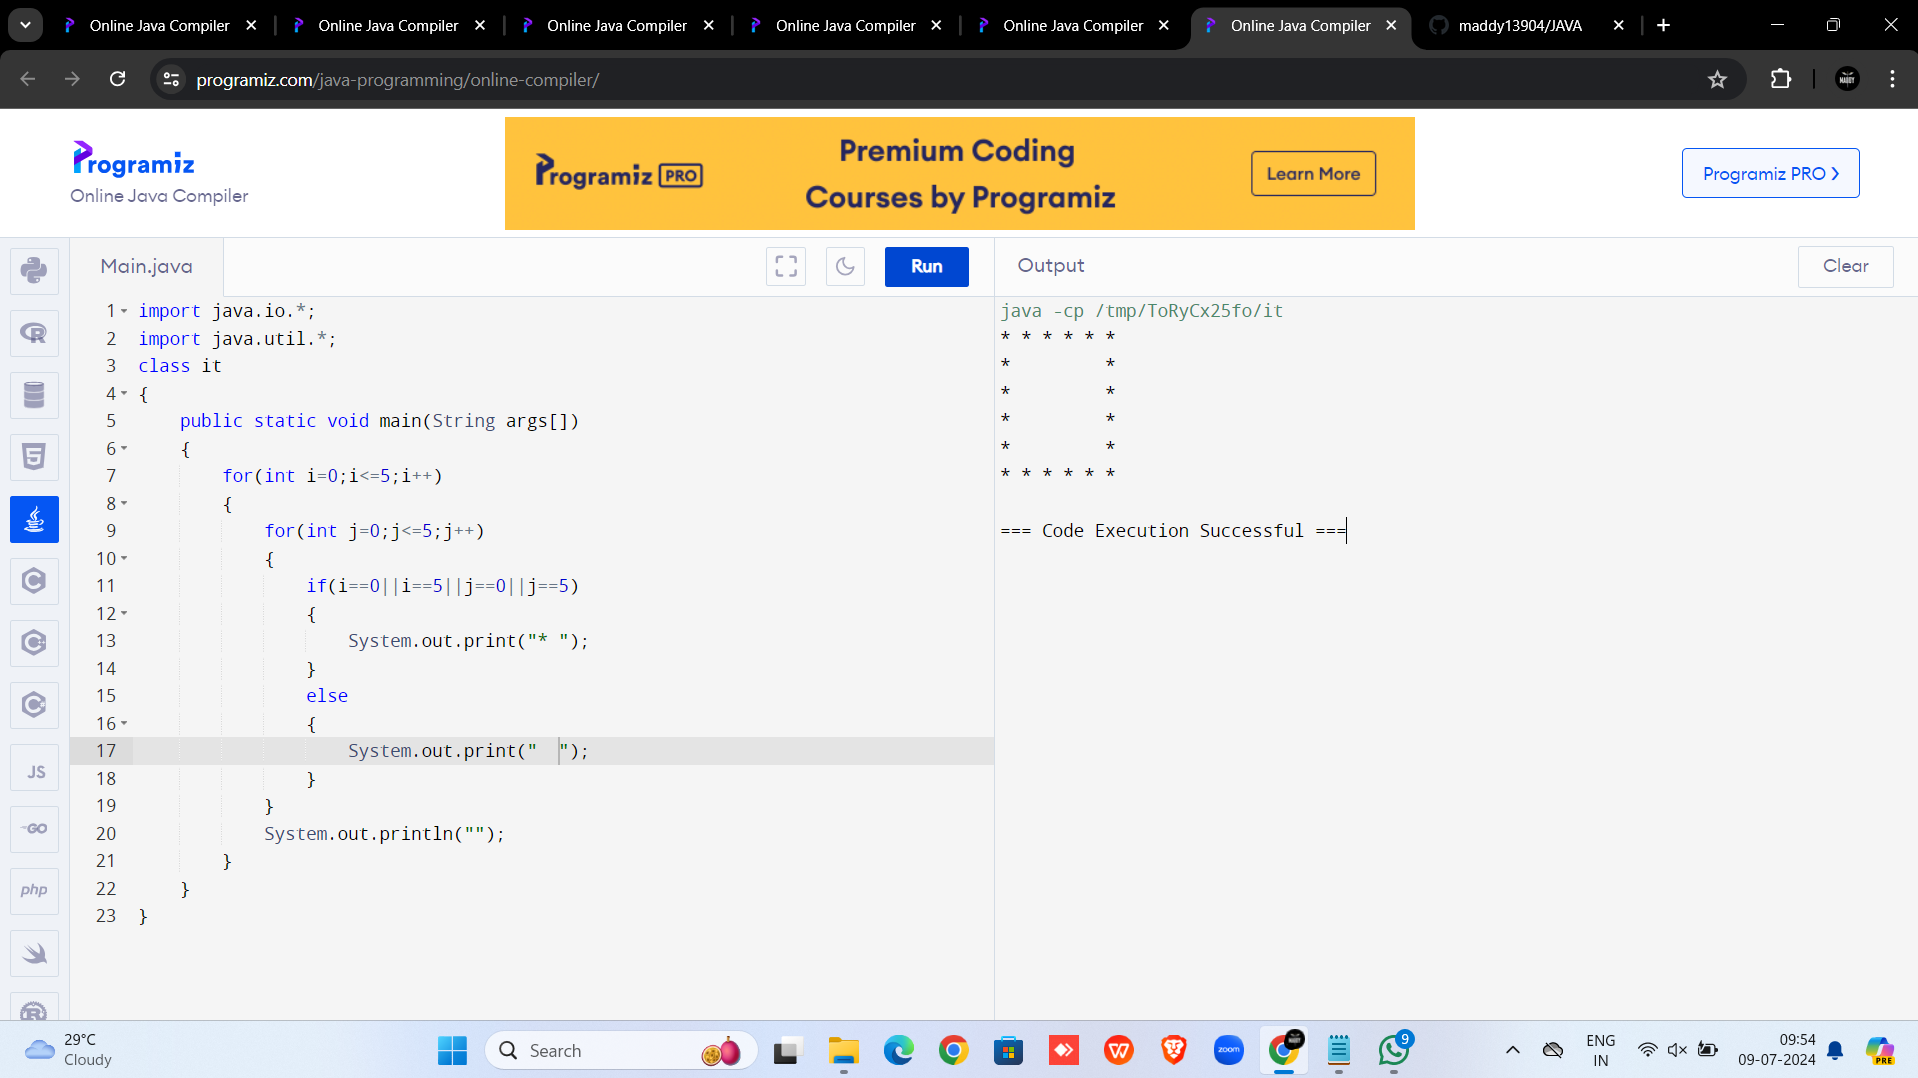 Online Java Compiler
Online Java Compiler
Online Java Compiler
Online Java Compiler
Online Java Compiler
Online Java Compiler
maddy13904/JAVA
programiz.com/java-programming/online-compiler/
Programiz
Online Java Compiler
Programiz PRO
Premium Coding
Courses by Programiz
Learn More
Programiz PRO
Main.java
Run
Output
Clear
1 import java.io.*;
2 import java.util.*;
3 class it
4 {
5     public static void main(String args[])
6     {
7         for(int i=0;i<=5;i++)
8         {
9             for(int j=0;j<=5;j++)
10             {
11                 if(i==0||i==5||j==0||j==5)
12                 {
13                     System.out.print("* ");
14                 }
15                 else
16                 {
17                     System.out.print("  ");
18                 }
19             }
20             System.out.println("");
21         }
22     }
23 }
java -cp /tmp/ToRyCx25fo/it
* * * * * *
*         *
*         *
*         *
*         *
* * * * * *
=== Code Execution Successful ===
R
5
C
C
C
JS
GO
php
R
29°C
Cloudy
Search
zoom
9
ENG
IN
09:54
09-07-2024
PRE